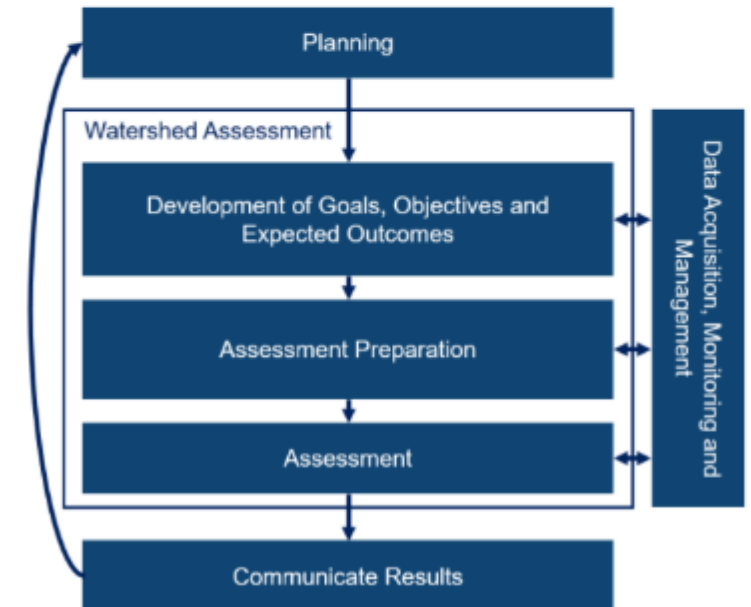 Planning
Watershed Assessment
Development of Goals, Objectives and
Expected Outcomes
Assessment Preparation
Assessment
Communicate Results
Data Acquisition, Monitoring and
Management